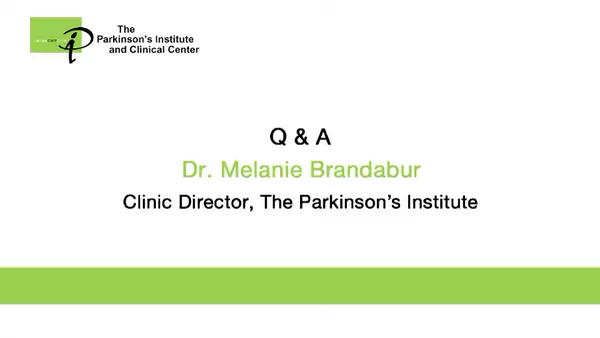 The
Parkinson's Institute
and Clinical Center
Q & A
Dr. Melanie Brandabur
Clinic Director, The Parkinson's Institute